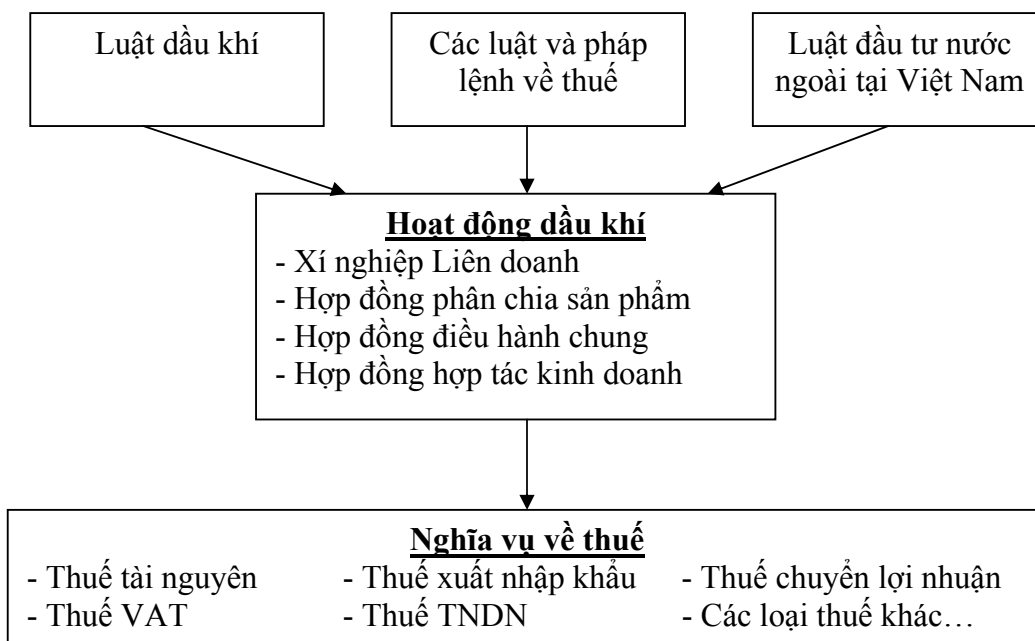 Luật dầu khí
Các luật và pháp
lệnh về thuế
Luật đầu tư nước
ngoài tại Việt Nam
Hoạt động dầu khí
- Xí nghiệp Liên doanh
- Hợp đồng phân chia sản phẩm
- Hợp đồng điều hành chung
- Hợp đồng hợp tác kinh doanh
Nghĩa vụ về thuế
- Thuế tài nguyên - Thuế xuất nhập khẩu - Thuế chuyển lợi nhuận
- Thuế VAT - Thuế TNDN - Các loại thuế khác…